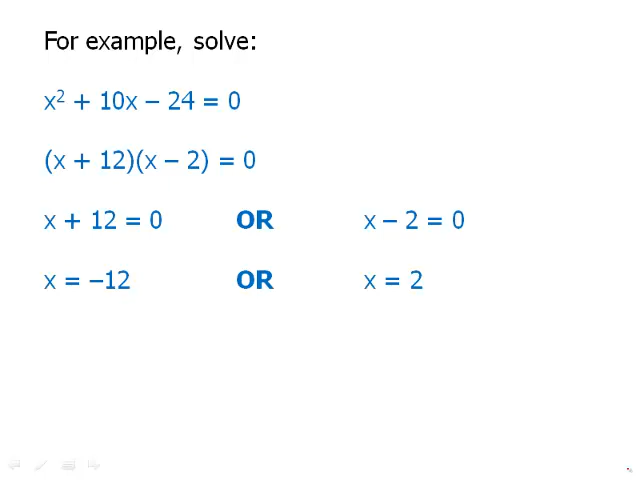 For example, solve:
x² + 10x – 24 = 0
(x + 12)(x – 2) = 0
x + 12 = 0 OR x – 2 = 0
x = –12 OR x = 2